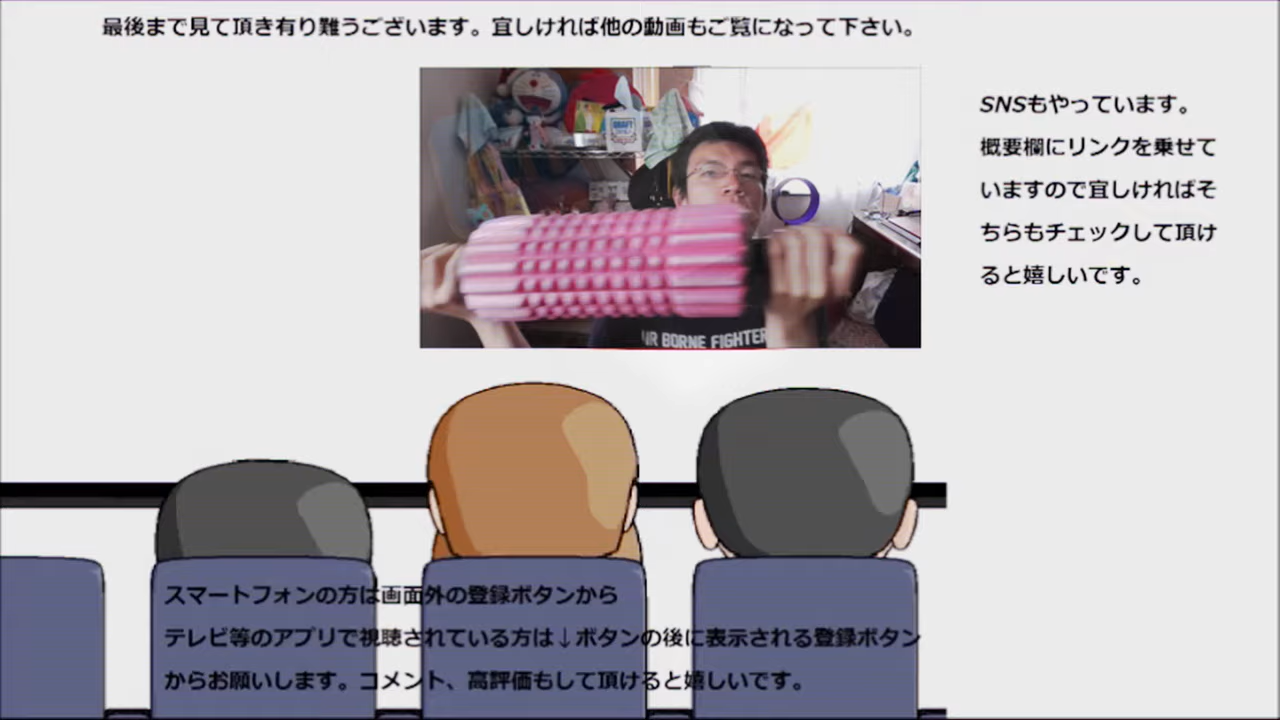 最後まで見て頂き有り難うございます。宜しければ他の動画もご覧になって下さい。
SNSもやっています。
概要欄にリンクを乗せて
いますので宜しければそ
ちらもチェックして頂け
ると嬉しいです。
CRAFT
BORNE FIGHTER
スマートフォンの方は画面外の登録ボタンから
テレビ等のアプリで視聴されている方は↓ボタンの後に表示される登録ボタン
からお願いします。コメント、高評価もして頂けると嬉しいです。